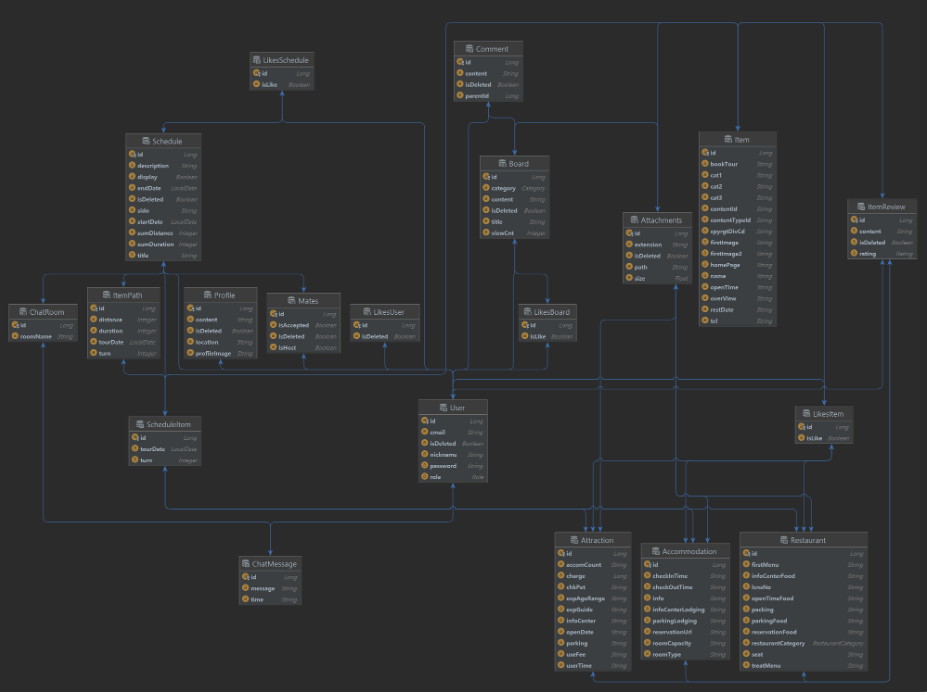 LikesSchedule
id Long
isLike Boolean
Comment
id Long
content String
isDeleted Boolean
parentId Long
Schedule
id Long
description String
display Boolean
endDate LocalDate
isDeleted Boolean
side String
startDate LocalDate
sumDistance Integer
sumDuration Integer
title String
Board
id Long
category Category
content String
isDeleted Boolean
title String
viewCnt Integer
Item
id Long
bookTour String
cat1 String
cat2 String
cat3 String
contentId String
contentTypeId String
cpyrgtDivCd String
firstImage String
firstImage2 String
homePage String
name String
openTime String
overView String
restDate String
tel String
Attachments
id Long
extension String
isDeleted Boolean
path String
size Float
ItemReview
id Long
content String
isDeleted Boolean
rating Rating
ChatRoom
id Long
roomName String
ItemPath
id Long
distance Integer
duration Integer
tourDate LocalDate
turn Integer
Profile
id Long
content String
isDeleted Boolean
location String
profileImage String
Mates
id Long
isAccepted Boolean
isDeleted Boolean
isHost Boolean
LikesUser
id Long
isDeleted Boolean
LikesBoard
id Long
isLike Boolean
ScheduleItem
id Long
tourDate LocalDate
turn Integer
User
id Long
email String
isDeleted Boolean
nickname String
password String
role Role
LikesItem
id Long
isLike Boolean
ChatMessage
id Long
message String
time String
Attraction
id Long
accomCount String
charge Long
chkPet String
expAgeRange String
expGuide String
infoCenter String
openDate String
parking String
useFee String
userTime String
Accommodation
id Long
checkInTime String
checkOutTime String
info String
infoCenterLodging String
parkingLodging String
reservationUrl String
roomCapacity String
roomType String
Restaurant
id Long
firstMenu String
infoCenterFood String
openTimeFood String
packing String
parkingFood String
reservationFood String
restaurantCategory RestaurantCategory
seat String
treatMenu String